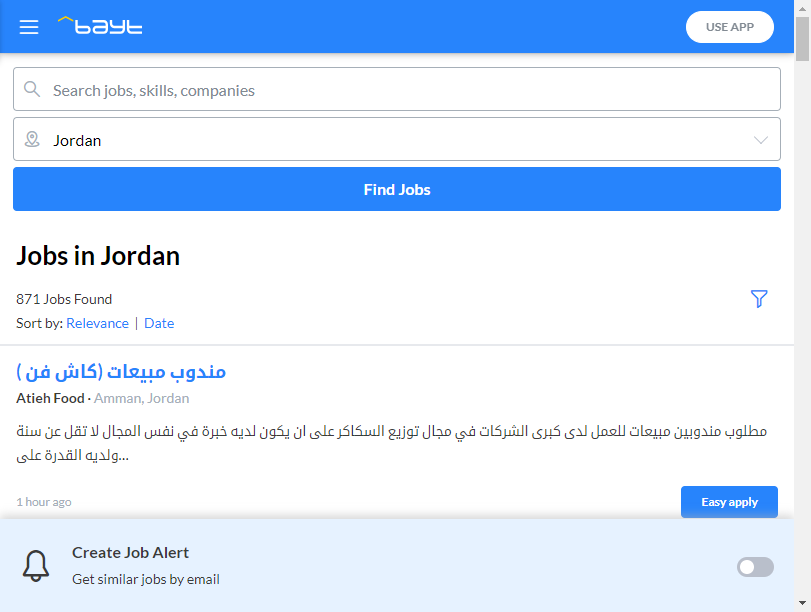 bayt
USE APP
Search jobs, skills, companies
Jordan
Find Jobs
Jobs in Jordan
871 Jobs Found
Sort by: Relevance | Date
مندوب مبيعات (كاش فن )
Atieh Food · Amman, Jordan
مطلوب مندوبين مبيعات للعمل لدى كبرى الشركات في مجال توزيع السكاكر على ان يكون لديه خبرة في نفس المجال لا تقل عن سنة
ولديه القدرة على...
1 hour ago
Easy apply
Create Job Alert
Get similar jobs by email